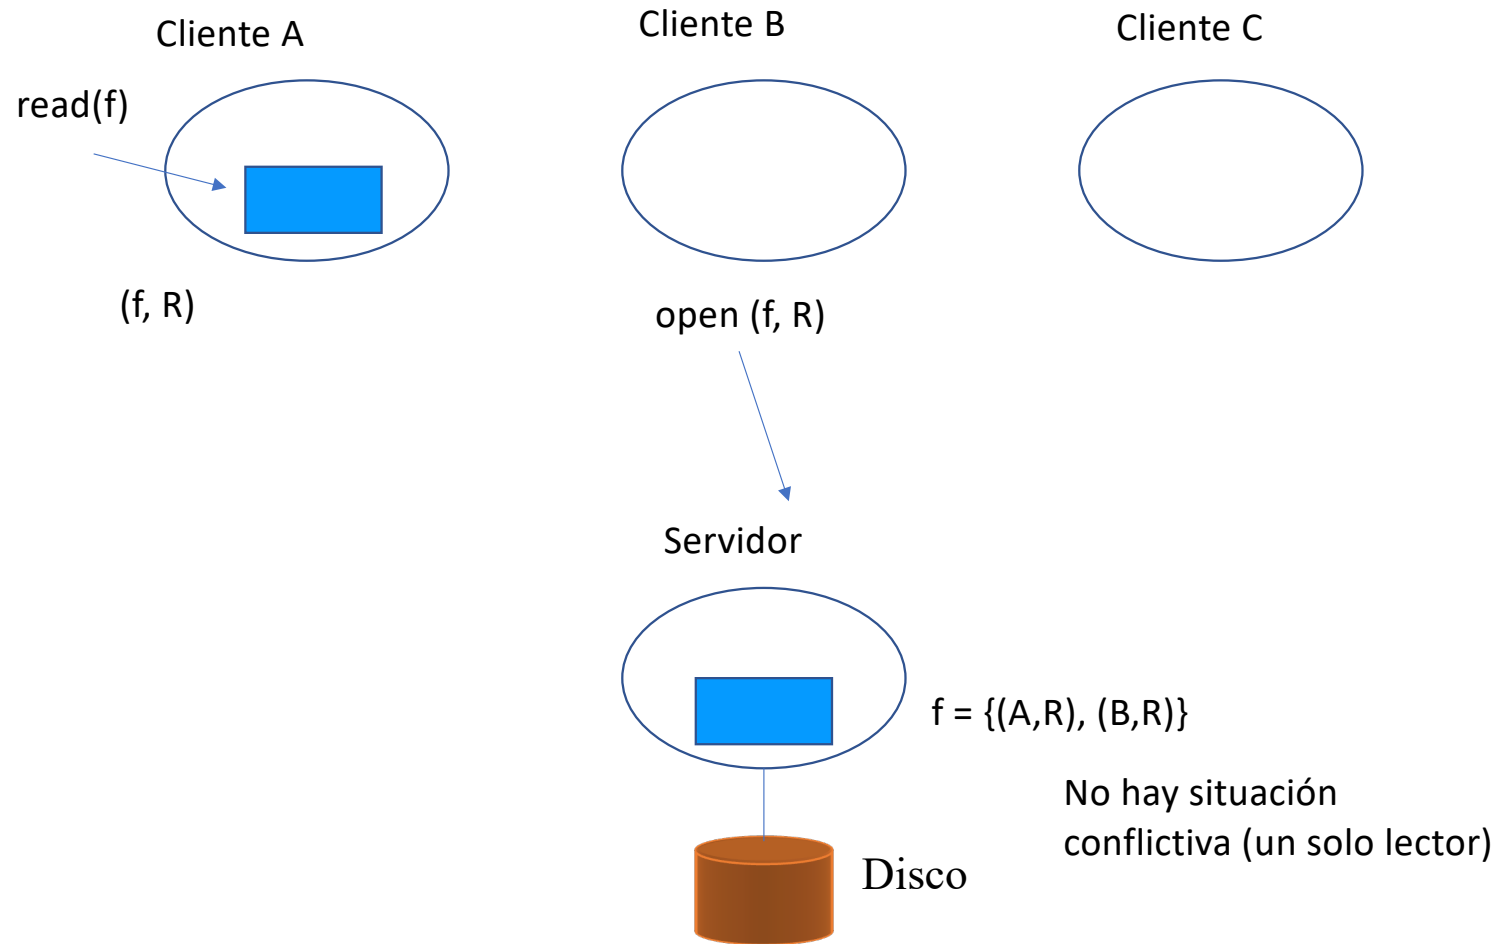 Cliente A
Cliente B
Cliente C
read(f)
(f, R)
open (f, R)
Servidor
f = {(A,R), (B,R)}
No hay situación
conflictiva (un solo lector)
Disco